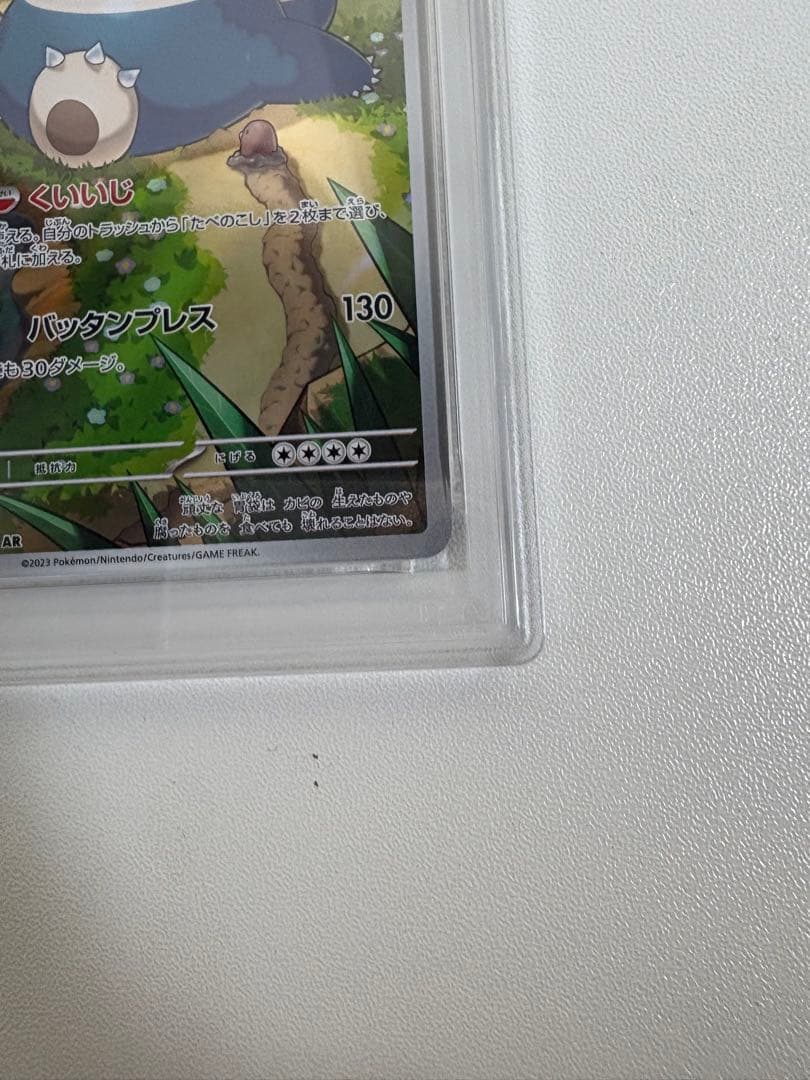 くいいじ
加える。自分のトラッシュから「たべのこし」を2枚まで選び、
札に加える。
バッタンプレス 130
も30ダメージ。
抵抗力 にげる
頑丈な 胃袋は カビの 生えたものや
腐ったものを 食べても 壊れることはない。
AR
©2023 Pokémon/Nintendo/Creatures/GAME FREAK.